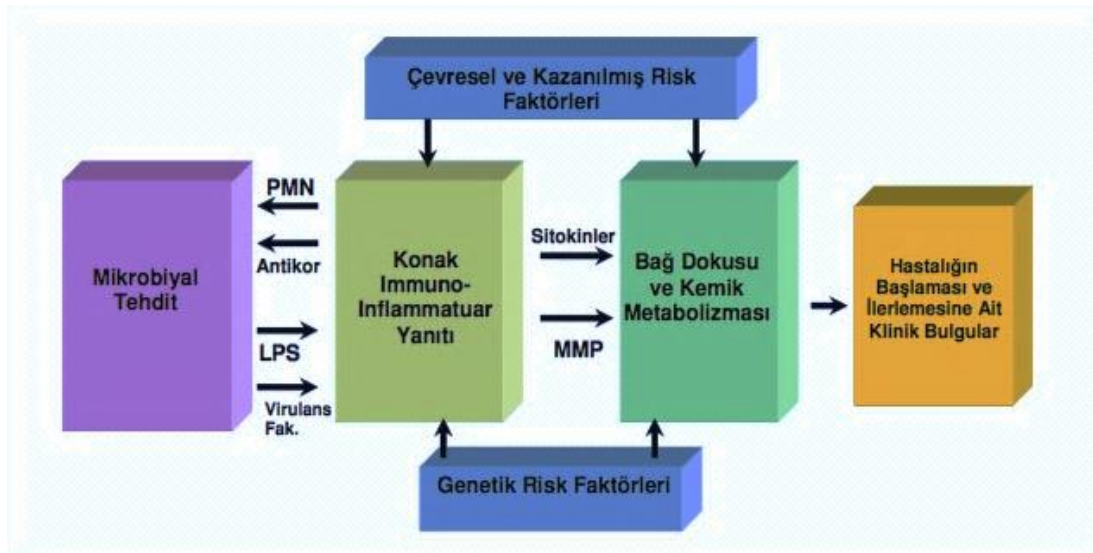 Çevresel ve Kazanılmış Risk
Faktörleri
PMN
Antikor
Mikrobiyal
Tehdit
LPS
Virulans
Fak.
Konak
Immuno-
Inflammatuar
Yanıtı
Sitokinler
MMP
Bağ Dokusu
ve Kemik
Metabolizması
Hastalığın
Başlaması ve
İlerlemesine Ait
Klinik Bulgular
Genetik Risk Faktörleri